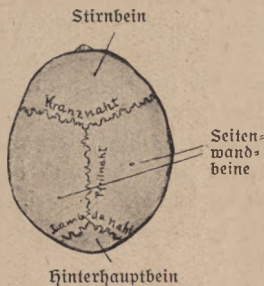 Stirnbein
Kranznaht
Pfeilnaht
Seiten=
wand=
beine
Lambdanaht
Hinterhauptbein